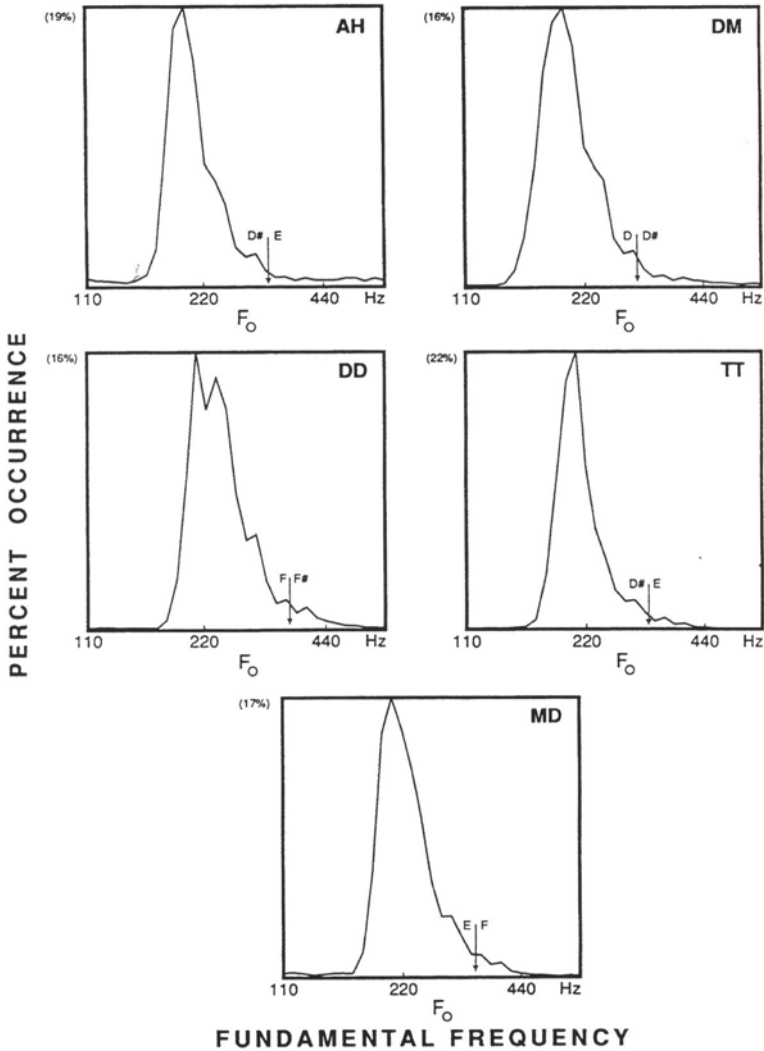 (19%) AH
D# E
110 220 440 Hz
Fo
(16%) DM
D D#
110 220 440 Hz
Fo
(16%) DD
F F#
110 220 440 Hz
Fo
(22%) TT
D# E
110 220 440 Hz
Fo
(17%) MD
E F
110 220 440 Hz
Fo
PERCENT OCCURRENCE
FUNDAMENTAL FREQUENCY